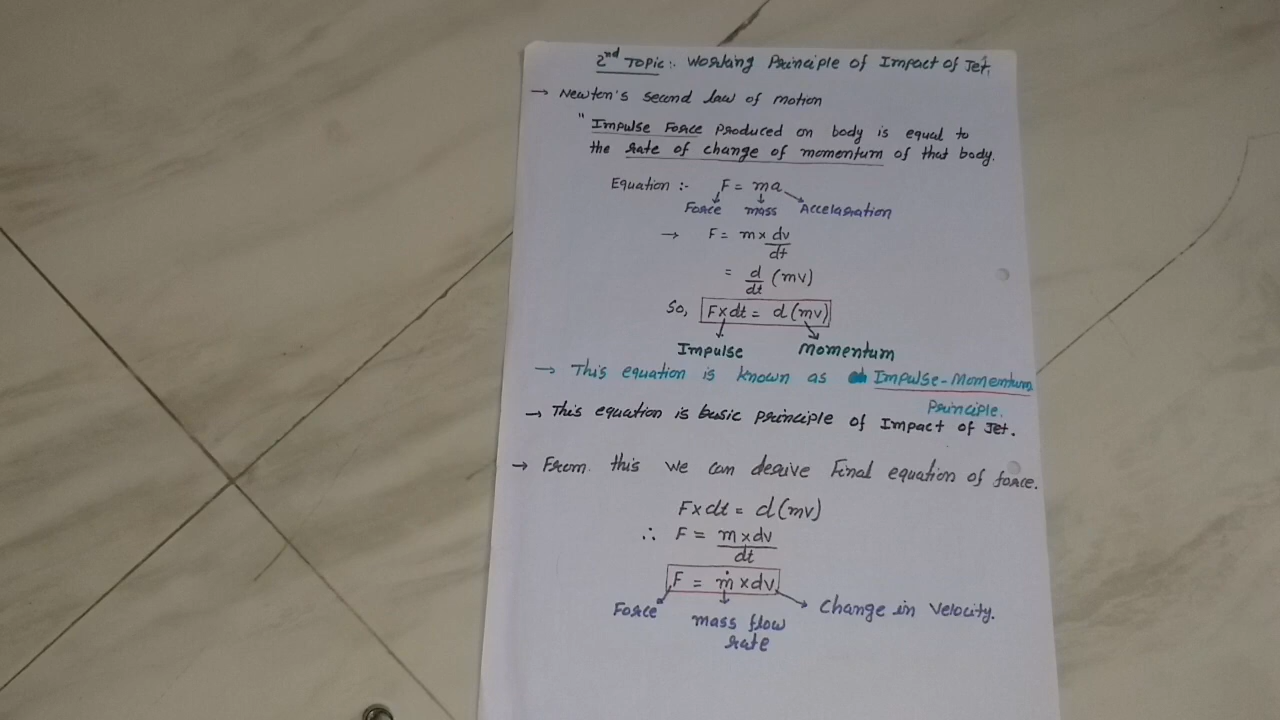 2nd Topic:- Working Principle of Impact of Jet.
→ Newton's second law of motion
" Impulse Force produced on body is equal to
the rate of change of momentum of that body.
Equation :- F = ma
Force mass Accelaration
→ F = m x dv/dt
= d/dt (mv)
So, F x dt = d (mv)
Impulse Momentum
→ This equation is known as Impulse-Momentum
Principle.
→ This equation is basic principle of Impact of Jet.
→ From this we can derive Final equation of force.
F x dt = d(mv)
∴ F = m x dv/dt
F = ṁ x dv
Force mass flow rate Change in Velocity.